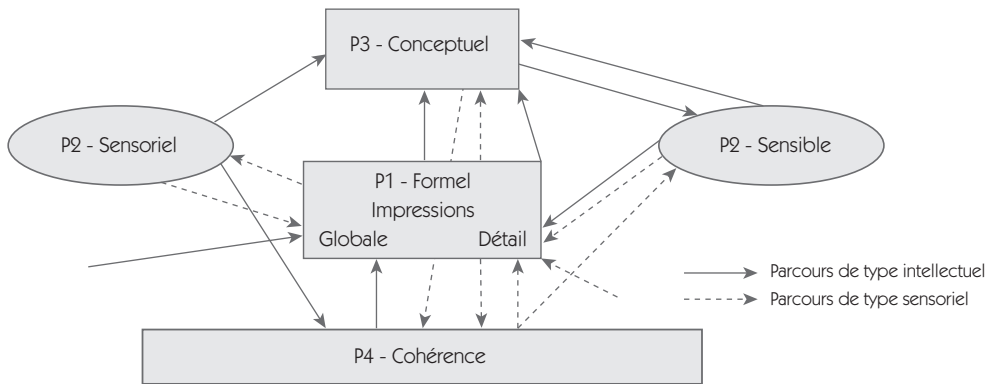 P3 - Conceptuel
P2 - Sensoriel
P2 - Sensible
P1 - Formel
Impressions
Globale
Détail
Parcours de type intellectuel
Parcours de type sensoriel
P4 - Cohérence